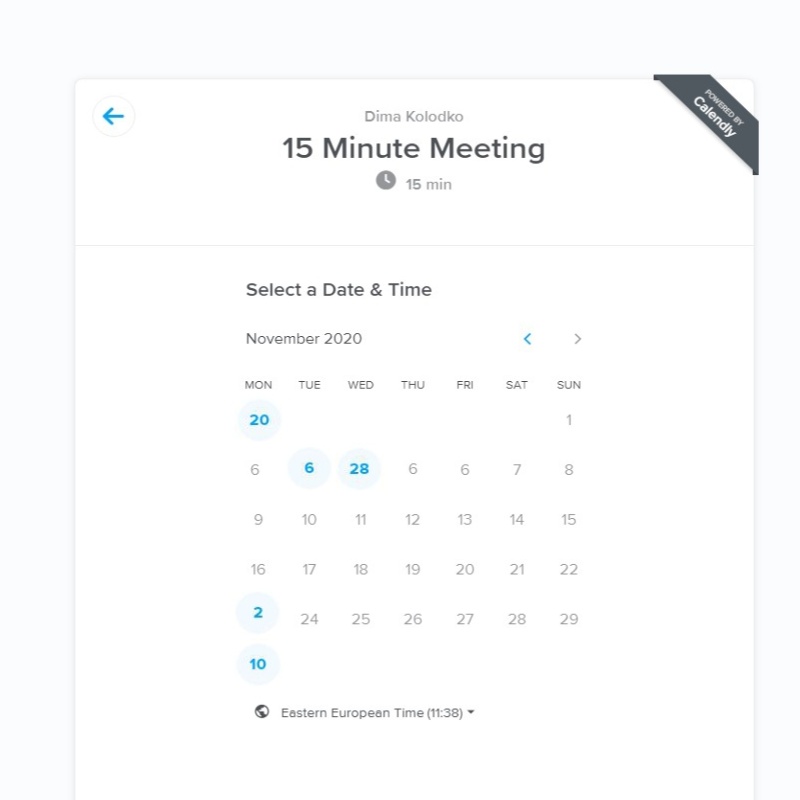 POWERED BY
Calendly
Dima Kolodko
15 Minute Meeting
15 min
Select a Date & Time
November 2020
MON TUE WED THU FRI SAT SUN
20 1
6 6 28 6 6 7 8
9 10 11 12 13 14 15
16 17 18 19 20 21 22
2 24 25 26 27 28 29
10
Eastern European Time (11:38)